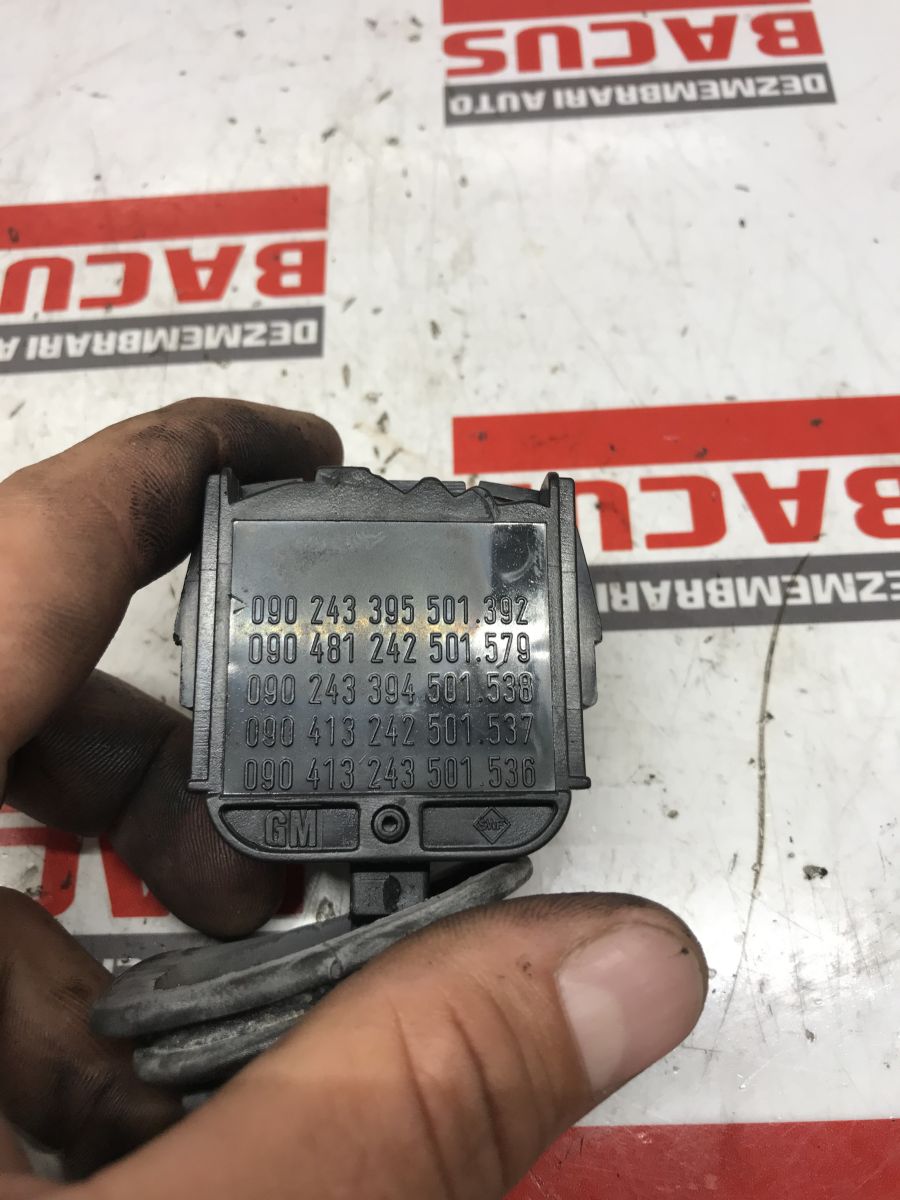 BACUS
DEZMEMBRARI AUTO
BACUS
DEZMEMBRARI A
BACUS
DEZMEMBRARI
>090 243 395 501.392
090 481 242 501.579
090 243 394 501.538
090 413 242 501.537
090 413 243 501.536
GM
SWF